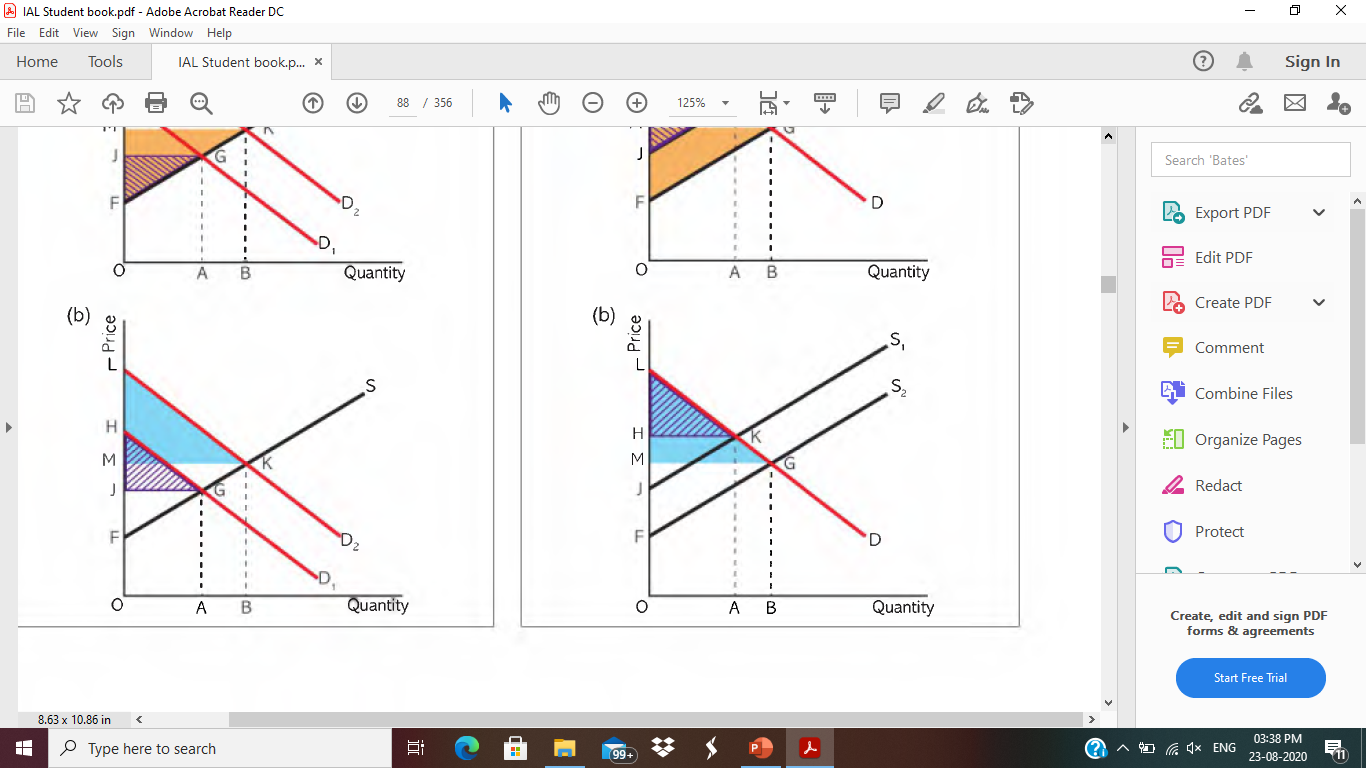 IAL Student book.pdf - Adobe Acrobat Reader DC
File Edit View Sign Window Help
Home Tools IAL Student book.p... × Sign In
88 / 356 125%
M K
J G
F
D2
D1
O A B Quantity
J G
F D
O A B Quantity
(b)
Price
L
S
H
M K
J G
F
D2
D1
O A B Quantity
(b)
Price
S1
L
S2
H K
M G
J
F D
O A B Quantity
Search 'Bates'
Export PDF
Edit PDF
Create PDF
Comment
Combine Files
Organize Pages
Redact
Protect
Create, edit and sign PDF
forms & agreements
Start Free Trial
8.63 x 10.86 in
Type here to search
99+
ENG
03:38 PM
23-08-2020
11